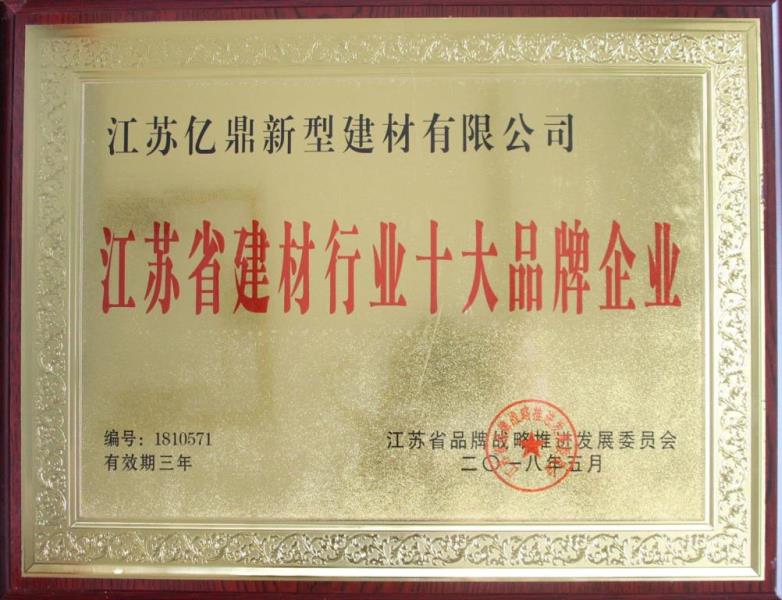 江苏亿鼎新型建材有限公司
江苏省建材行业十大品牌企业
编号：1810571
有效期三年
江苏省品牌战略推进发展委员会
二〇一八年五月